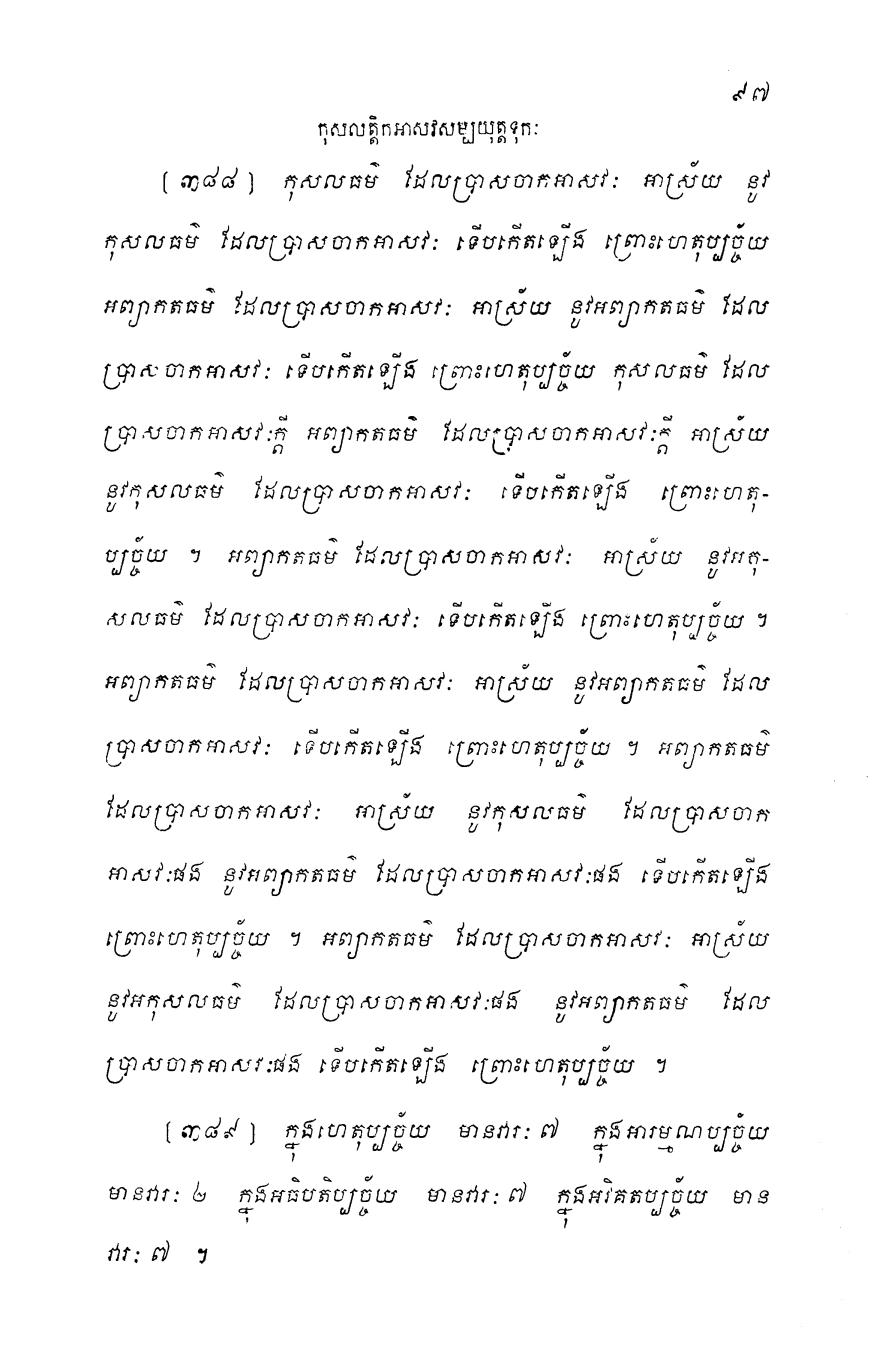 ៩៧
កុសលត្តិកអាសវសម្បយុត្តទុកៈ
[ ៣៨៨ ] កុសលធម៌ ដែលប្រាសចាកអាសវៈ អាស្រ័យ នូវ
កុសលធម៌ ដែលប្រាសចាកអាសវៈ ទើបកើតឡើង ព្រោះហេតុប្បច្ច័យ
អព្យាកតធម៌ ដែលប្រាសចាកអាសវៈ អាស្រ័យ នូវអព្យាកតធម៌ ដែល
ប្រាសចាកអាសវៈ ទើបកើតឡើង ព្រោះហេតុប្បច្ច័យ កុសលធម៌ ដែល
ប្រាសចាកអាសវៈក្តី អព្យាកតធម៌ ដែលប្រាសចាកអាសវៈក្តី អាស្រ័យ
នូវកុសលធម៌ ដែលប្រាសចាកអាសវៈ ទើបកើតឡើង ព្រោះហេតុ-
ប្បច្ច័យ ។ អព្យាកតធម៌ ដែលប្រាសចាកអាសវៈ អាស្រ័យ នូវអកុ-
សលធម៌ ដែលប្រាសចាកអាសវៈ ទើបកើតឡើង ព្រោះហេតុប្បច្ច័យ ។
អព្យាកតធម៌ ដែលប្រាសចាកអាសវៈ អាស្រ័យ នូវអព្យាកតធម៌ ដែល
ប្រាសចាកអាសវៈ ទើបកើតឡើង ព្រោះហេតុប្បច្ច័យ ។ អព្យាកតធម៌
ដែលប្រាសចាកអាសវៈ អាស្រ័យ នូវកុសលធម៌ ដែលប្រាសចាក
អាសវៈផង នូវអព្យាកតធម៌ ដែលប្រាសចាកអាសវៈផង ទើបកើតឡើង
ព្រោះហេតុប្បច្ច័យ ។ អព្យាកតធម៌ ដែលប្រាសចាកអាសវៈ អាស្រ័យ
នូវអកុសលធម៌ ដែលប្រាសចាកអាសវៈផង នូវអព្យាកតធម៌ ដែល
ប្រាសចាកអាសវៈផង ទើបកើតឡើង ព្រោះហេតុប្បច្ច័យ ។
[ ៣៨៩ ] ក្នុងហេតុប្បច្ច័យ មានវារៈ ៧ ក្នុងអារម្មណប្បច្ច័យ
មានវារៈ ២ ក្នុងអធិបតិប្បច្ច័យ មានវារៈ ៧ ក្នុងអវិគតប្បច្ច័យ មាន
វារៈ ៧ ។